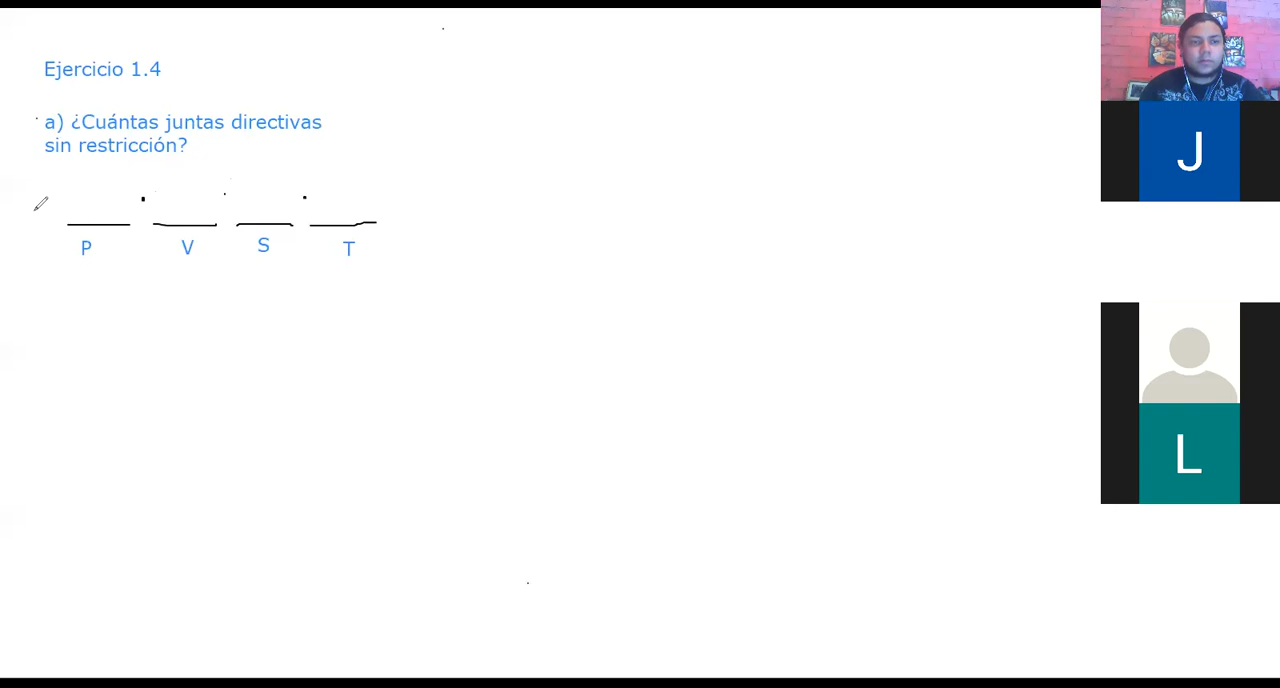 Ejercicio 1.4
a) ¿Cuántas juntas directivas
sin restricción?
P V S T
J
L